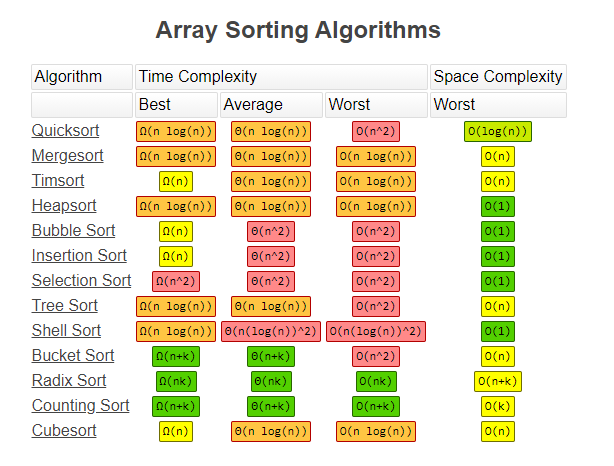 Array Sorting Algorithms
Algorithm Time Complexity Space Complexity
Best Average Worst Worst
Quicksort Ω(n log(n)) Θ(n log(n)) O(n^2) O(log(n))
Mergesort Ω(n log(n)) Θ(n log(n)) O(n log(n)) O(n)
Timsort Ω(n) Θ(n log(n)) O(n log(n)) O(n)
Heapsort Ω(n log(n)) Θ(n log(n)) O(n log(n)) O(1)
Bubble Sort Ω(n) Θ(n^2) O(n^2) O(1)
Insertion Sort Ω(n) Θ(n^2) O(n^2) O(1)
Selection Sort Ω(n^2) Θ(n^2) O(n^2) O(1)
Tree Sort Ω(n log(n)) Θ(n log(n)) O(n^2) O(n)
Shell Sort Ω(n log(n)) Θ(n(log(n))^2) O(n(log(n))^2) O(1)
Bucket Sort Ω(n+k) Θ(n+k) O(n^2) O(n)
Radix Sort Ω(nk) Θ(nk) O(nk) O(n+k)
Counting Sort Ω(n+k) Θ(n+k) O(n+k) O(k)
Cubesort Ω(n) Θ(n log(n)) O(n log(n)) O(n)